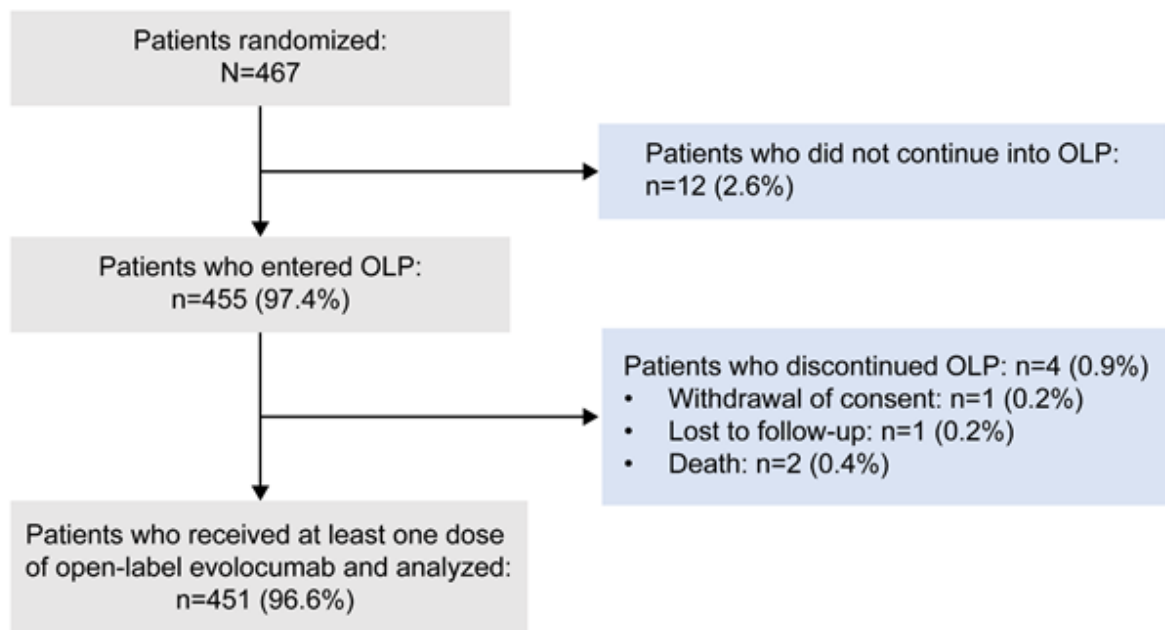 Patients randomized:
N=467
Patients who did not continue into OLP:
n=12 (2.6%)
Patients who entered OLP:
n=455 (97.4%)
Patients who discontinued OLP: n=4 (0.9%)
• Withdrawal of consent: n=1 (0.2%)
• Lost to follow-up: n=1 (0.2%)
• Death: n=2 (0.4%)
Patients who received at least one dose
of open-label evolocumab and analyzed:
n=451 (96.6%)